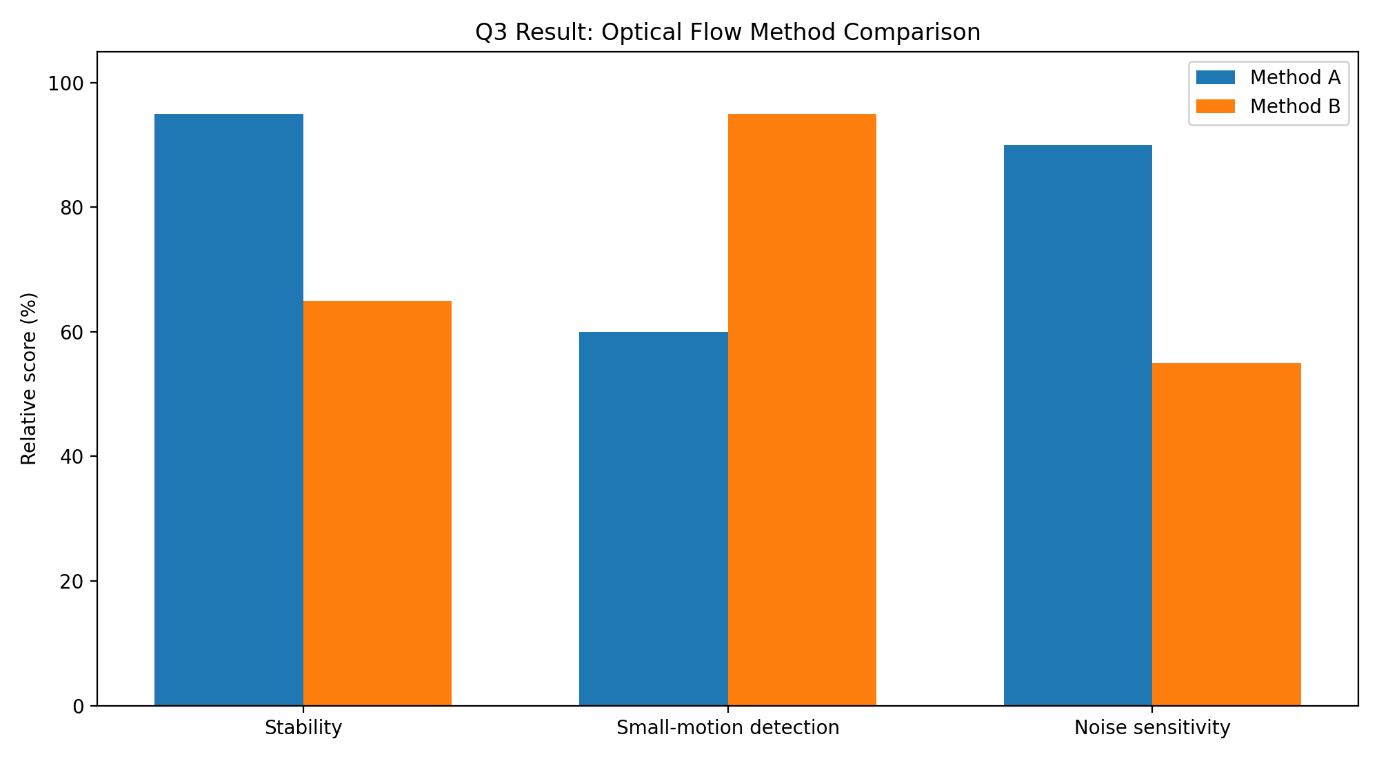 Q3 Result: Optical Flow Method Comparison
Method A
Method B
Relative score (%)
100
80
60
40
20
0
Stability
Small-motion detection
Noise sensitivity